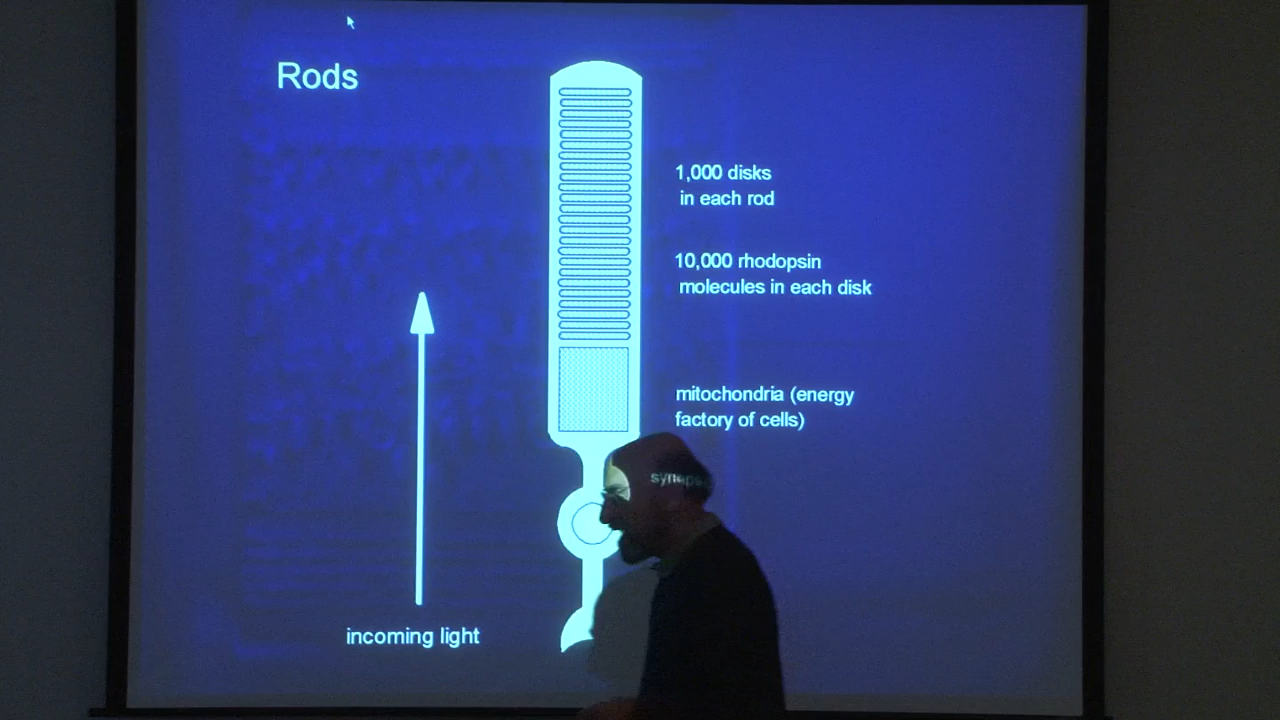 Rods
1,000 disks
in each rod
10,000 rhodopsin
molecules in each disk
mitochondria (energy
factory of cells)
incoming light